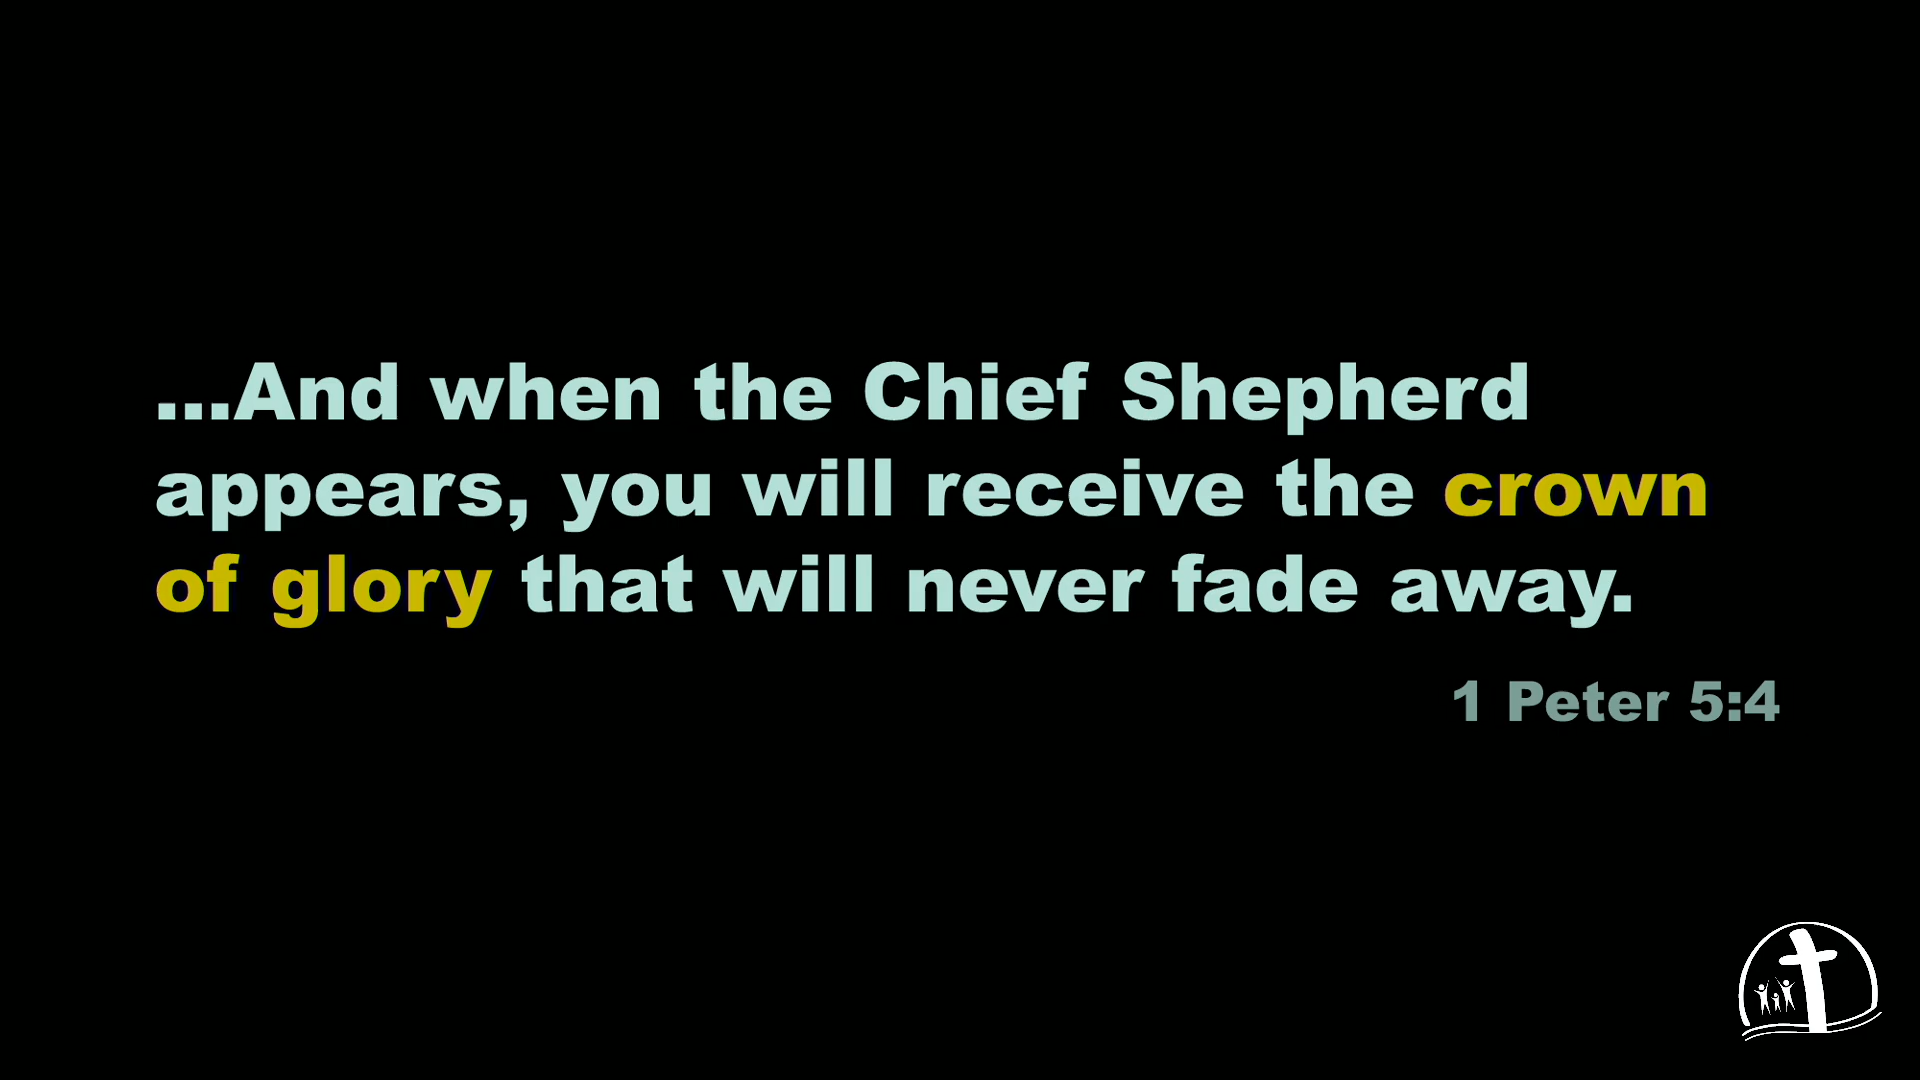 ...And when the Chief Shepherd
appears, you will receive the crown
of glory that will never fade away.
1 Peter 5:4